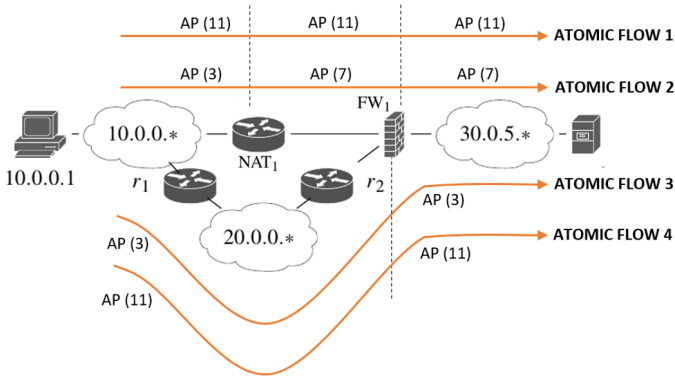 AP (11) AP (11) AP (11) ATOMIC FLOW 1
AP (3) AP (7) AP (7) ATOMIC FLOW 2
FW1
10.0.0.* 30.0.5.*
NAT1
10.0.0.1 r1 r2
AP (3) ATOMIC FLOW 3
20.0.0.*
AP (3) ATOMIC FLOW 4
AP (11)
AP (11)